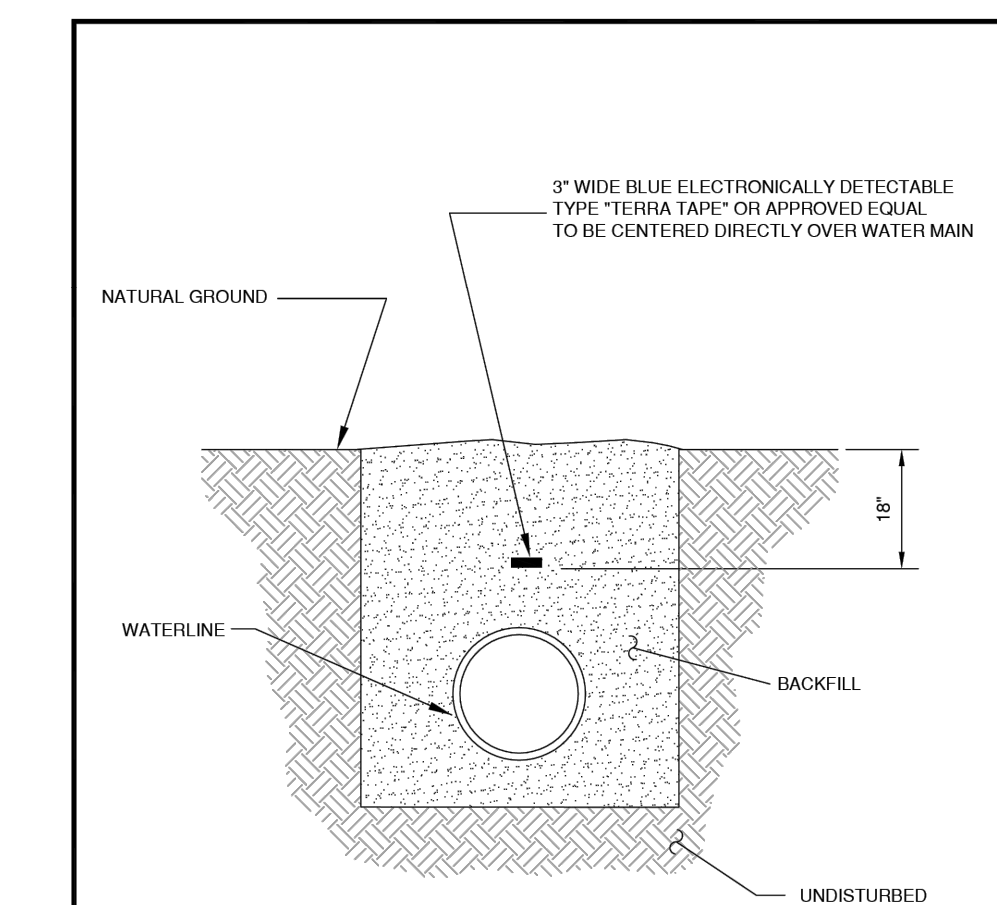 3" WIDE BLUE ELECTRONICALLY DETECTABLE
TYPE "TERRA TAPE" OR APPROVED EQUAL
TO BE CENTERED DIRECTLY OVER WATER MAIN
NATURAL GROUND
18"
WATERLINE
BACKFILL
UNDISTURBED